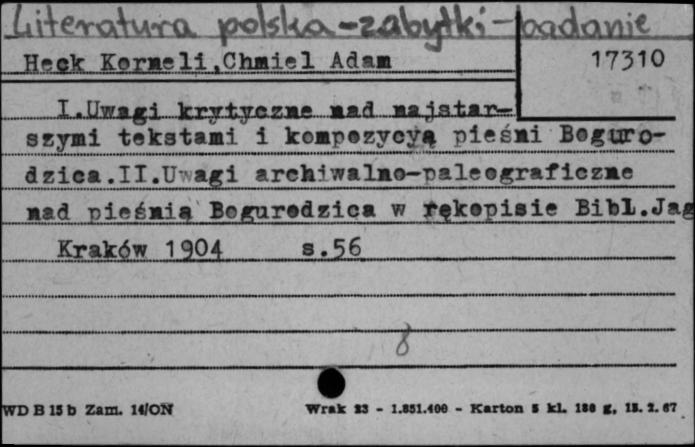 Literatura polska-zabytki-badanie
Heck Korneli,Chmiel Adam
17310
I.Uwagi krytyczne nad najstar-
szymi tekstami i kompozycyą pieśni Boguro-
dzica.II.Uwagi archiwalno-paleograficzne
nad pieśnią Bogurodzica w rękopisie Bibl.Jag
Kraków 1904 s.56
8
WD B 15 b Zam. 14/ON
Wrak 23 - 1.851.400 - Karton 5 kl. 180 g, 15. 2. 67